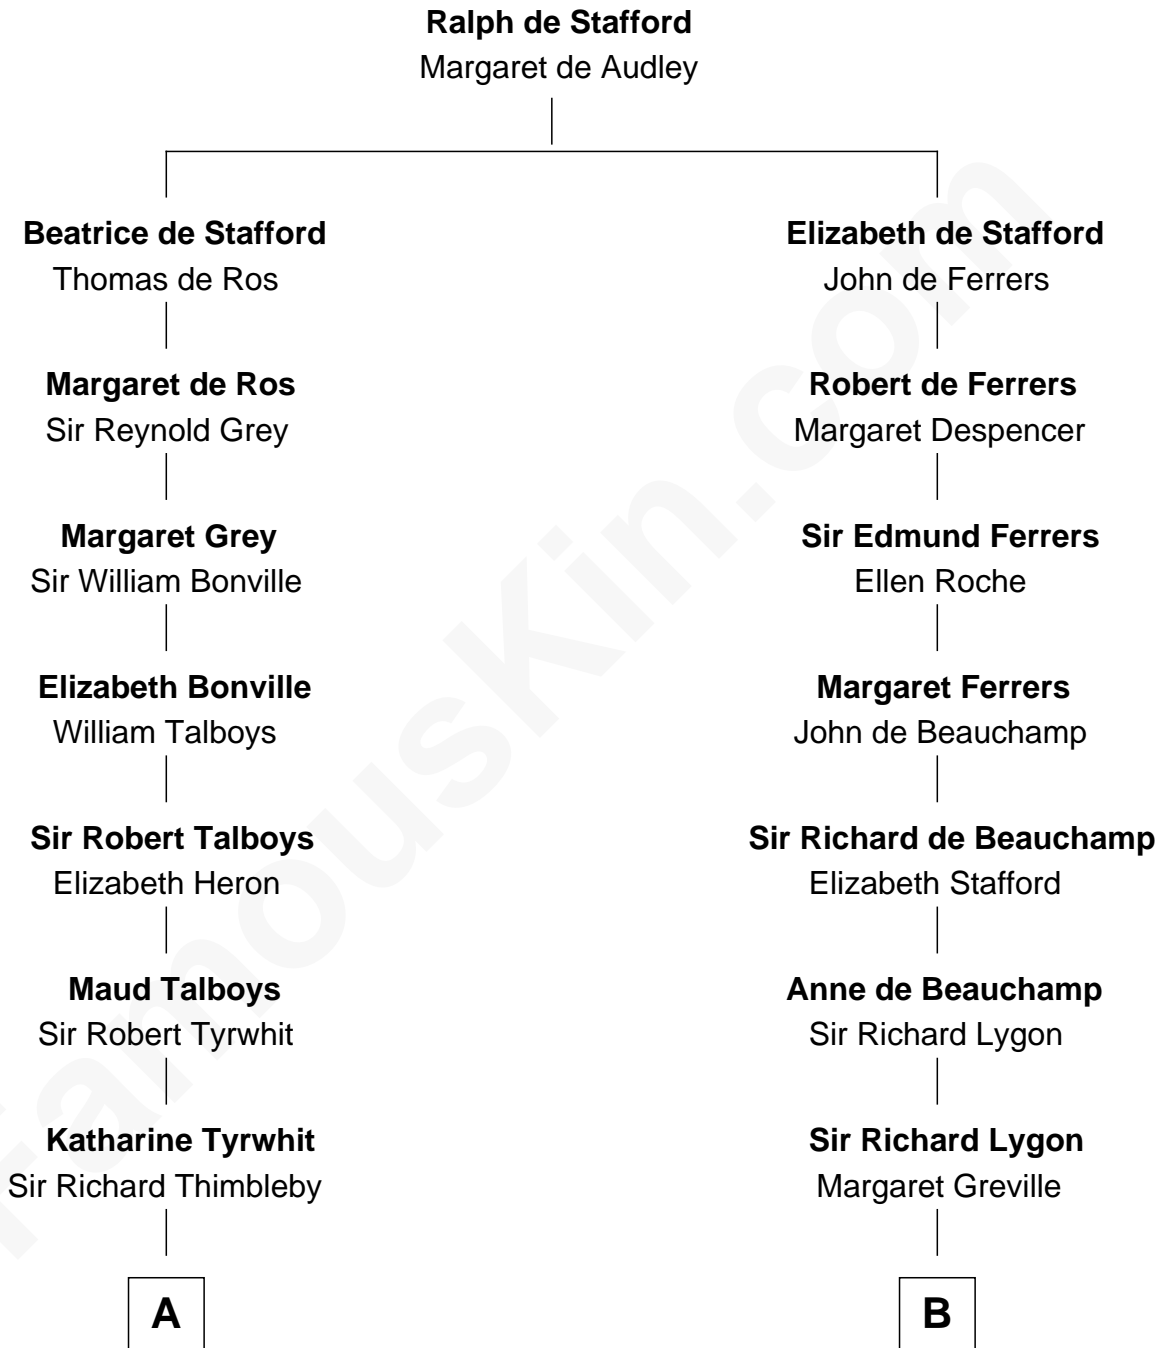 Ralph de Stafford
Margaret de Audley
Beatrice de Stafford
Thomas de Ros
Margaret de Ros
Sir Reynold Grey
Margaret Grey
Sir William Bonville
Elizabeth Bonville
William Talboys
Sir Robert Talboys
Elizabeth Heron
Maud Talboys
Sir Robert Tyrwhit
Katharine Tyrwhit
Sir Richard Thimbleby
A
Elizabeth de Stafford
John de Ferrers
Robert de Ferrers
Margaret Despencer
Sir Edmund Ferrers
Ellen Roche
Margaret Ferrers
John de Beauchamp
Sir Richard de Beauchamp
Elizabeth Stafford
Anne de Beauchamp
Sir Richard Lygon
Sir Richard Lygon
Margaret Greville
B
FamousKin.com